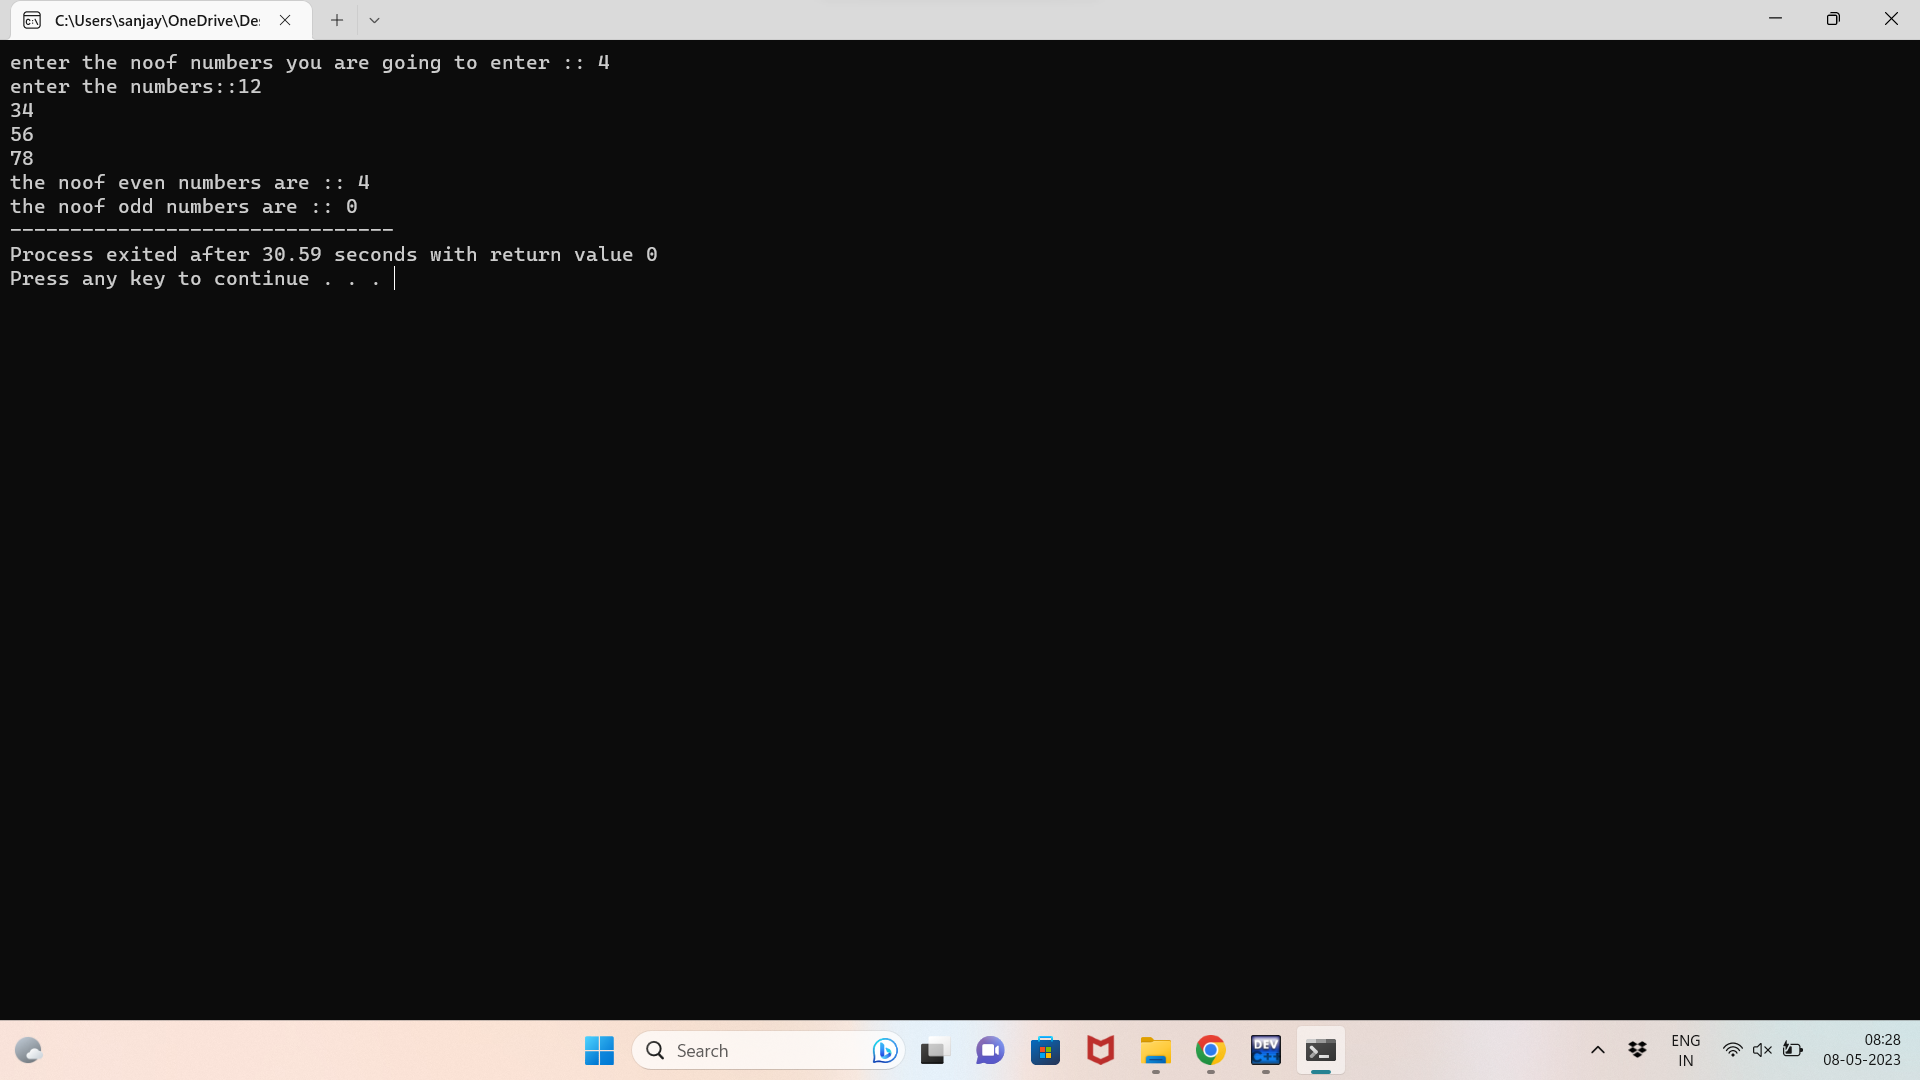 C:\Users\sanjay\OneDrive\De
enter the noof numbers you are going to enter :: 4
enter the numbers::12
34
56
78
the noof even numbers are :: 4
the noof odd numbers are :: 0
--------------------------------
Process exited after 30.59 seconds with return value 0
Press any key to continue . . .
Search
DEV
C++
ENG
IN
08:28
08-05-2023